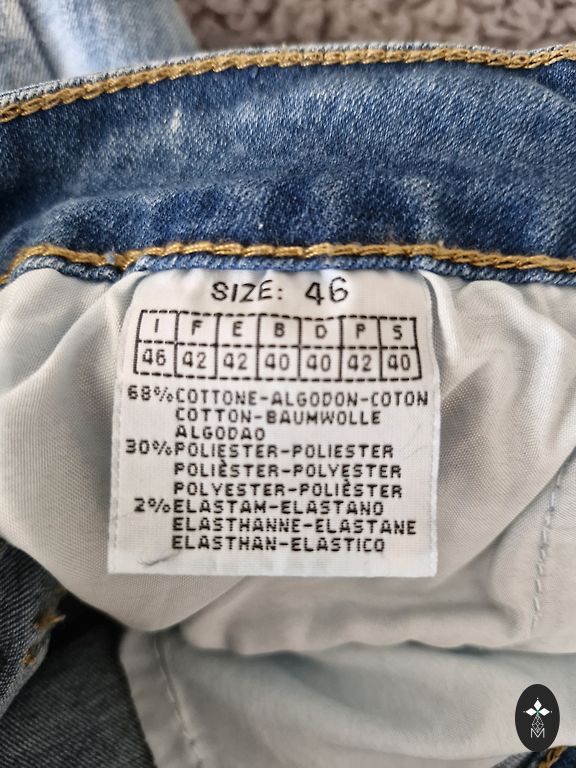 SIZE: 46
I F E B D P S
46 42 42 40 40 42 40
68% COTTONE-ALGODON-COTON
COTTON-BAUMWOLLE
ALGODAO
30% POLIESTER-POLIESTER
POLIÈSTER-POLYESTER
POLYESTER-POLIÈSTER
2% ELASTAM-ELASTANO
ELASTHANNE-ELASTANE
ELASTHAN-ELASTICO
M